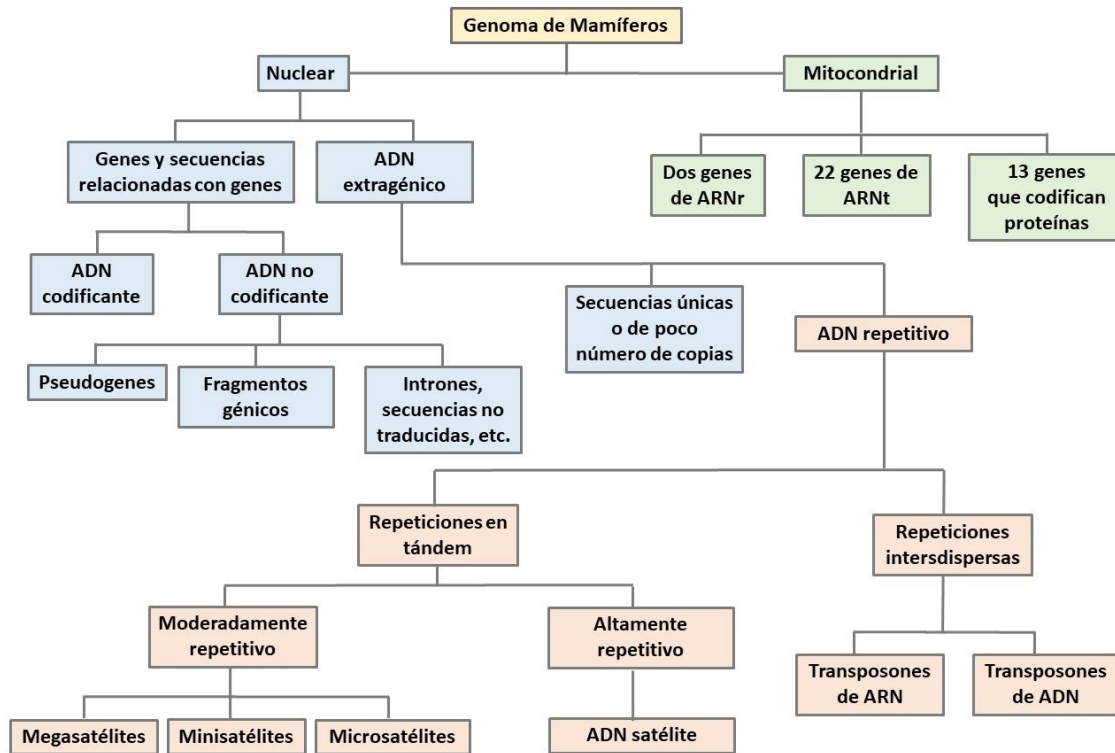 Genoma de Mamíferos
Nuclear
Mitocondrial
Genes y secuencias
relacionadas con genes
ADN
extragénico
Dos genes
de ARNr
22 genes de
ARNt
13 genes
que codifican
proteínas
ADN
codificante
ADN no
codificante
Secuencias únicas
o de poco
número de copias
ADN repetitivo
Pseudogenes
Fragmentos
génicos
Intrones,
secuencias no
traducidas, etc.
Repeticiones en
tándem
Repeticiones
intersdispersas
Moderadamente
repetitivo
Altamente
repetitivo
Transposones
de ARN
Transposones
de ADN
Megasatélites
Minisatélites
Microsatélites
ADN satélite